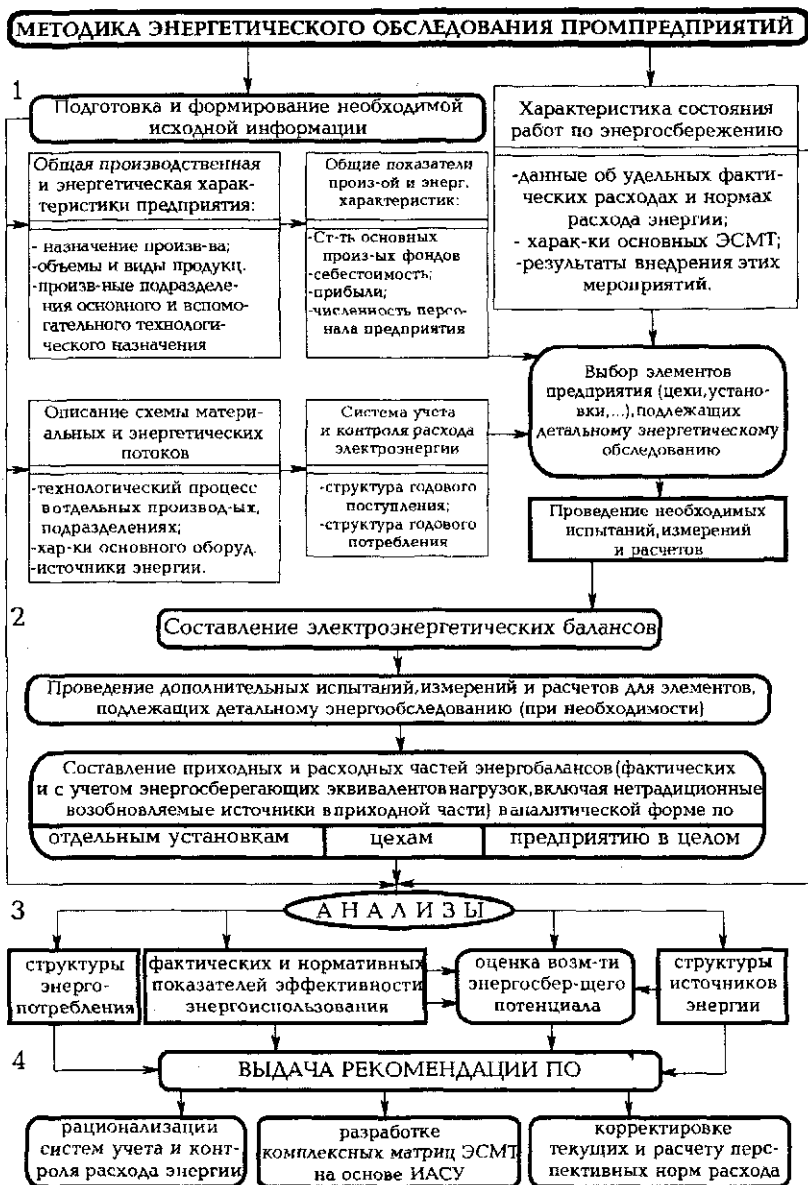 МЕТОДИКА ЭНЕРГЕТИЧЕСКОГО ОБСЛЕДОВАНИЯ ПРОМПРЕДПРИЯТИЙ
1
Подготовка и формирование необходимой
исходной информации
Характеристика состояния
работ по энергосбережению
-данные об удельных факти-
ческих расходах и нормах
расхода энергии;
- харак-ки основных ЭСМТ;
-результаты внедрения этих
мероприятий.
Общая производственная
и энергетическая харак-
теристики предприятия:
- назначение произв-ва;
-объемы и виды продукц.
-произв-ные подразделе-
ния основного и вспомо-
гательного технологи-
ческого назначения
Общие показатели
произ-ой и энерг.
характеристик:
-Ст-ть основных
произ-ых фондов
-себестоимость;
-прибыли;
-численность персо-
нала предприятия
Выбор элементов
предприятия (цехи,установ-
ки,...),подлежащих
детальному энергетическому
обследованию
Описание схемы матери-
альных и энергетических
потоков
-технологический процесс
вотдельных производ-ых,
подразделениях;
-хар-ки основного оборуд.
-источники энергии.
Система учета
и контроля расхода
электроэнергии
-структура годового
поступления;
-структура годового
потребления
Проведение необходимых
испытаний,измерений
и расчетов
2
Составление электроэнергетических балансов
Проведение дополнительных испытаний,измерений и расчетов для элементов,
подлежащих детальному энергообследованию (при необходимости)
Составление приходных и расходных частей энергобалансов(фактических
и с учетом энергосберегающих эквивалентов нагрузок,включая нетрадиционные
возобновляемые источники в приходной части) в аналитической форме по
отдельным установкам
цехам
предприятию в целом
3
АНАЛИЗЫ
структуры
энерго-
потребления
фактических и нормативных
показателей эффективности
энергоиспользования
оценка возм-ти
энергосбер-щего
потенциала
структуры
источников
энергии
4
ВЫДАЧА РЕКОМЕНДАЦИИ ПО
рационализации
систем учета и конт-
роля расхода энергии
разработке
комплексных матриц ЭСМТ
на основе ИАСУ
корректировке
текущих и расчету перс-
пективных норм расхода